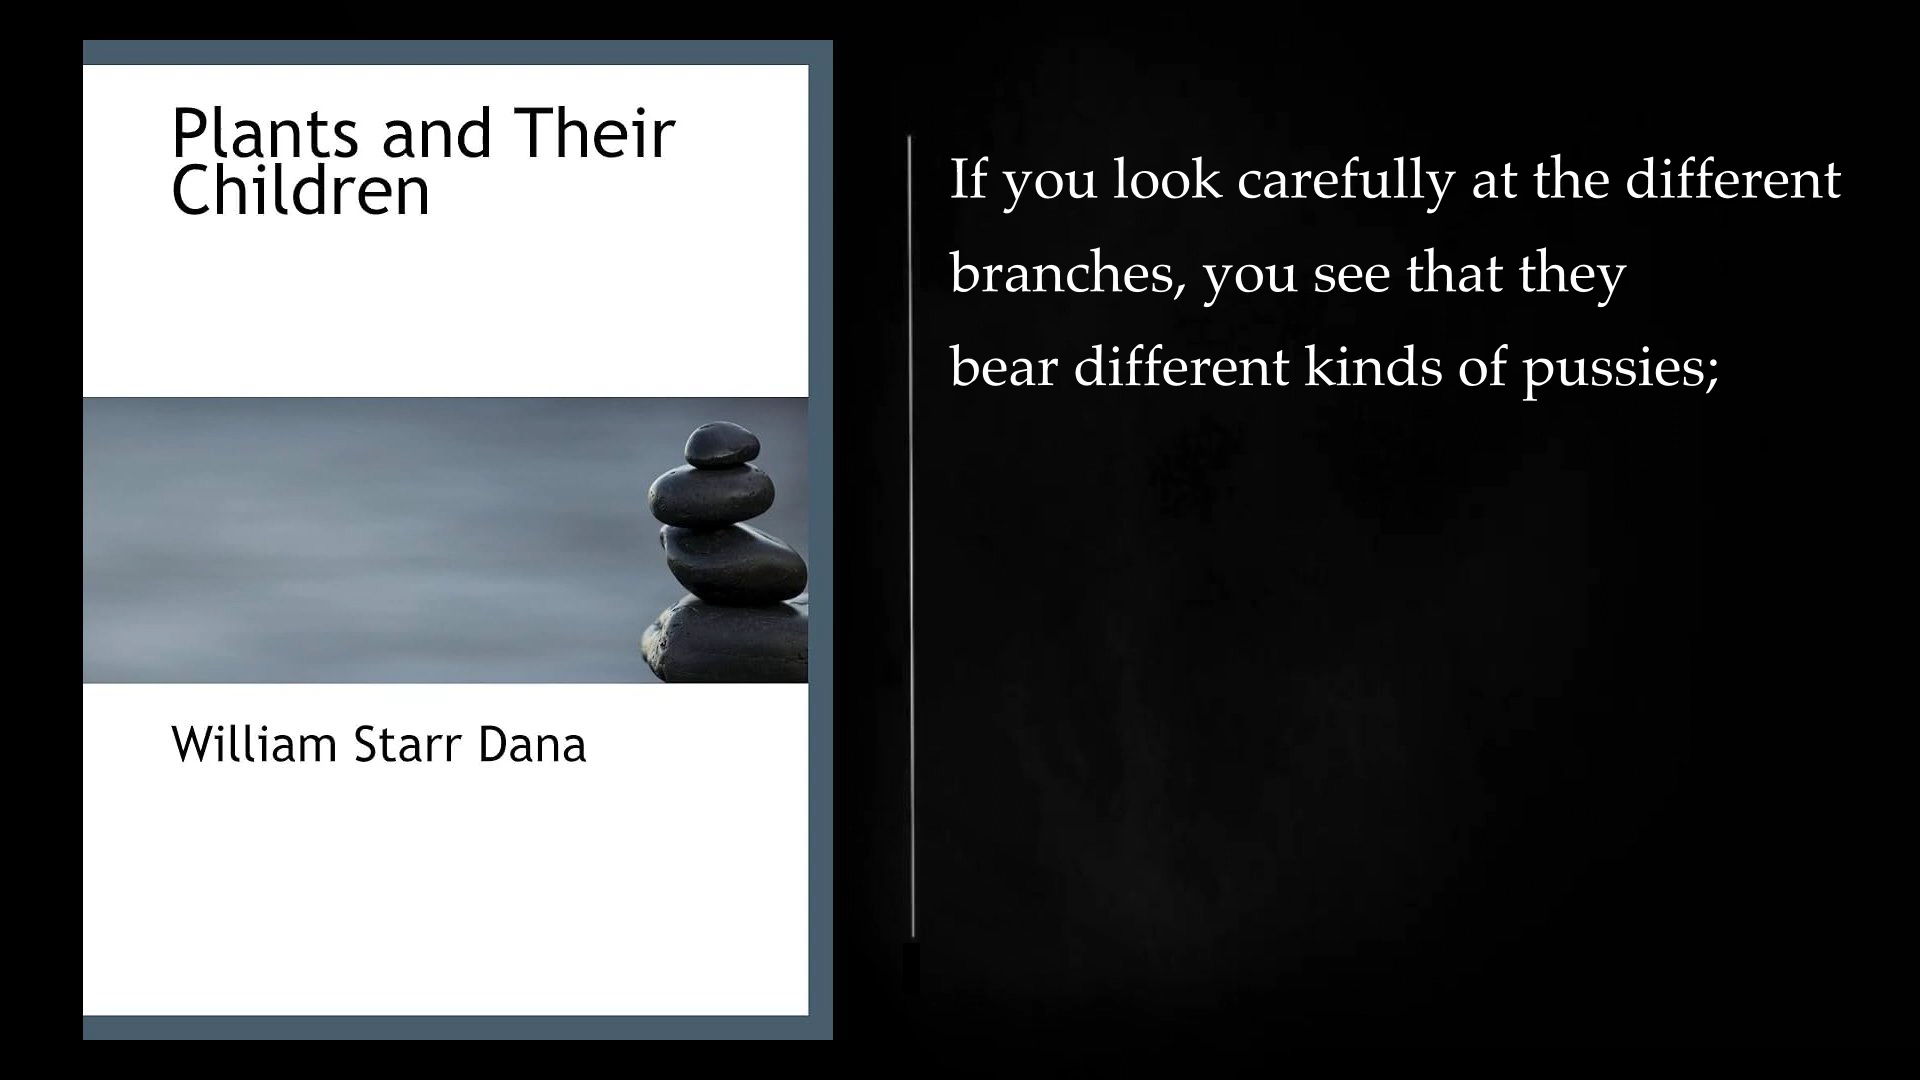 Plants and Their
Children
William Starr Dana
If you look carefully at the different
branches, you see that they
bear different kinds of pussies;